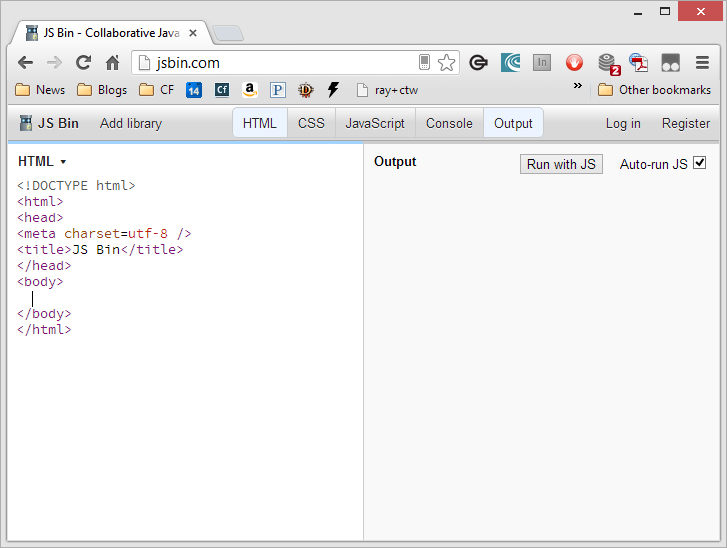 JS Bin - Collaborative Java
jsbin.com
in
2
News Blogs CF 14 Cf a P ray+ctw » Other bookmarks
JS Bin Add library HTML CSS JavaScript Console Output Log in Register
HTML Output Run with JS Auto-run JS
<!DOCTYPE html>
<html>
<head>
<meta charset=utf-8 />
<title>JS Bin</title>
</head>
<body>
</body>
</html>